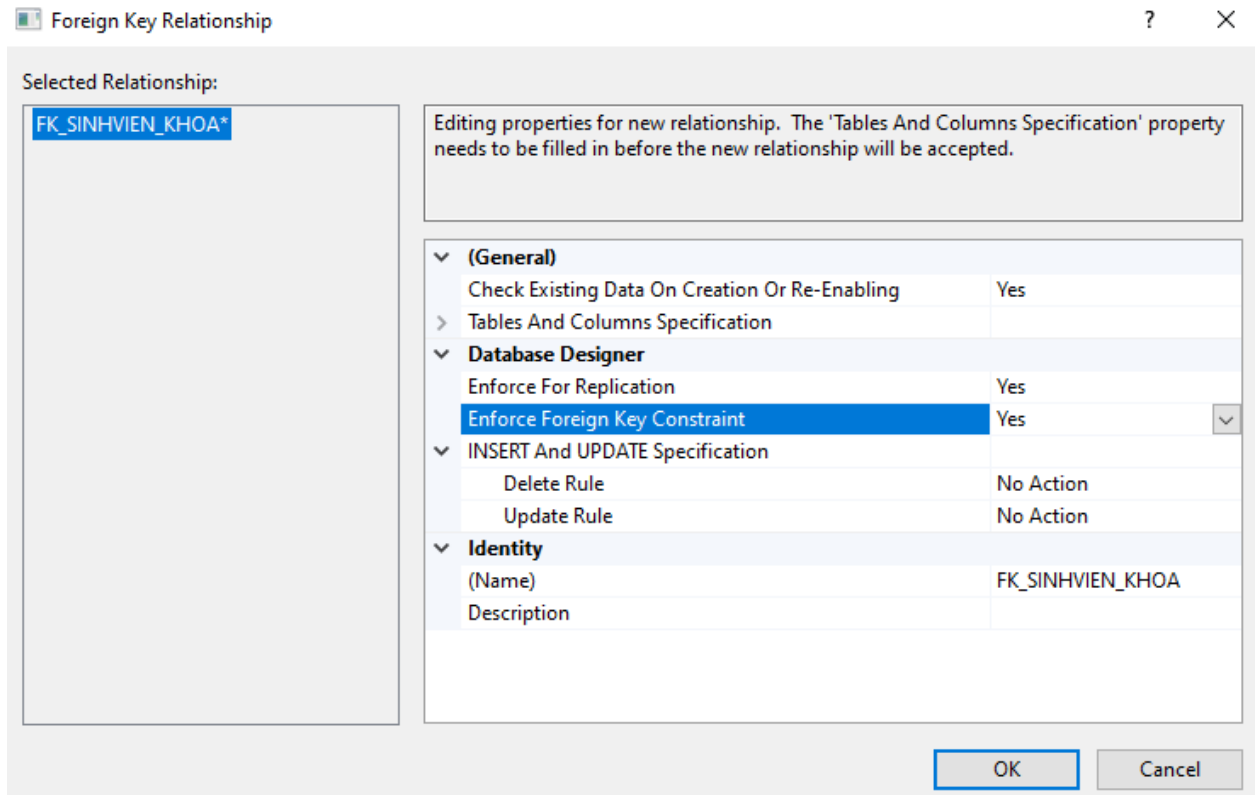 Foreign Key Relationship
Selected Relationship:
FK_SINHVIEN_KHOA*
Editing properties for new relationship. The 'Tables And Columns Specification' property
needs to be filled in before the new relationship will be accepted.
(General)
Check Existing Data On Creation Or Re-Enabling Yes
Tables And Columns Specification
Database Designer
Enforce For Replication Yes
Enforce Foreign Key Constraint Yes
INSERT And UPDATE Specification
Delete Rule No Action
Update Rule No Action
Identity
(Name) FK_SINHVIEN_KHOA
Description
OK Cancel